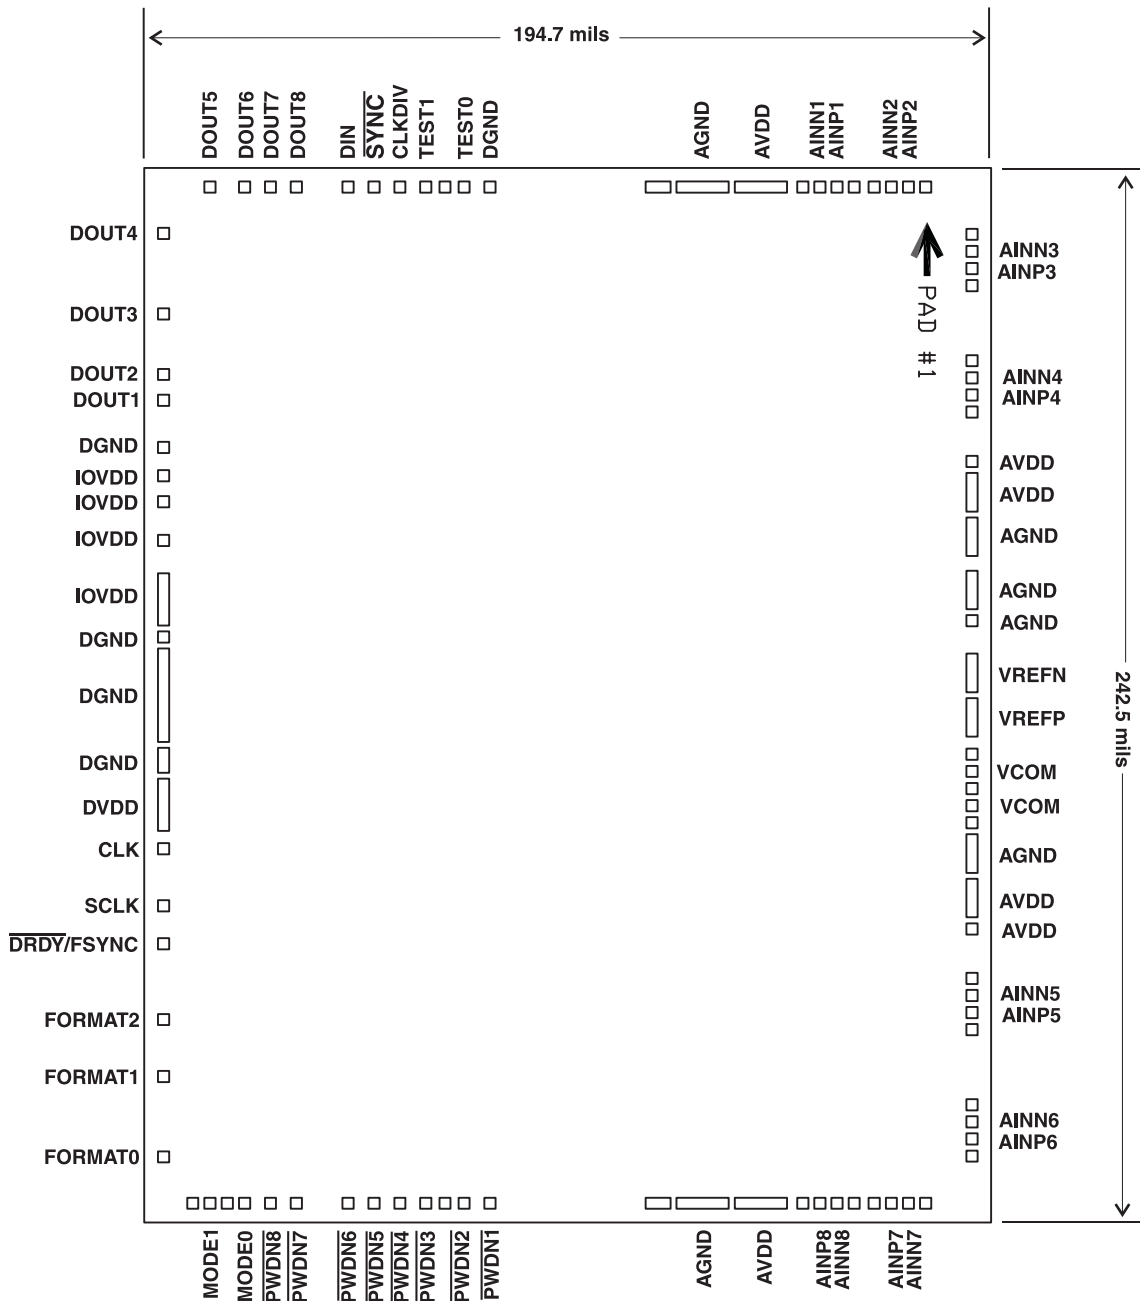 194.7 mils
DOUT5
DOUT6
DOUT7
DOUT8
DIN
SYNC
CLKDIV
TEST1
TEST0
DGND
AGND
AVDD
AINN1
AINP1
AINN2
AINP2
DOUT4
DOUT3
DOUT2
DOUT1
DGND
IOVDD
IOVDD
IOVDD
IOVDD
DGND
DGND
DGND
DVDD
CLK
SCLK
DRDY/FSYNC
FORMAT2
FORMAT1
FORMAT0
PAD #1
AINN3
AINP3
AINN4
AINP4
AVDD
AVDD
AGND
AGND
AGND
VREFN
VREFP
VCOM
VCOM
AGND
AVDD
AVDD
AINN5
AINP5
AINN6
AINP6
242.5 mils
MODE1
MODE0
PWDN8
PWDN7
PWDN6
PWDN5
PWDN4
PWDN3
PWDN2
PWDN1
AGND
AVDD
AINP8
AINN8
AINP7
AINN7